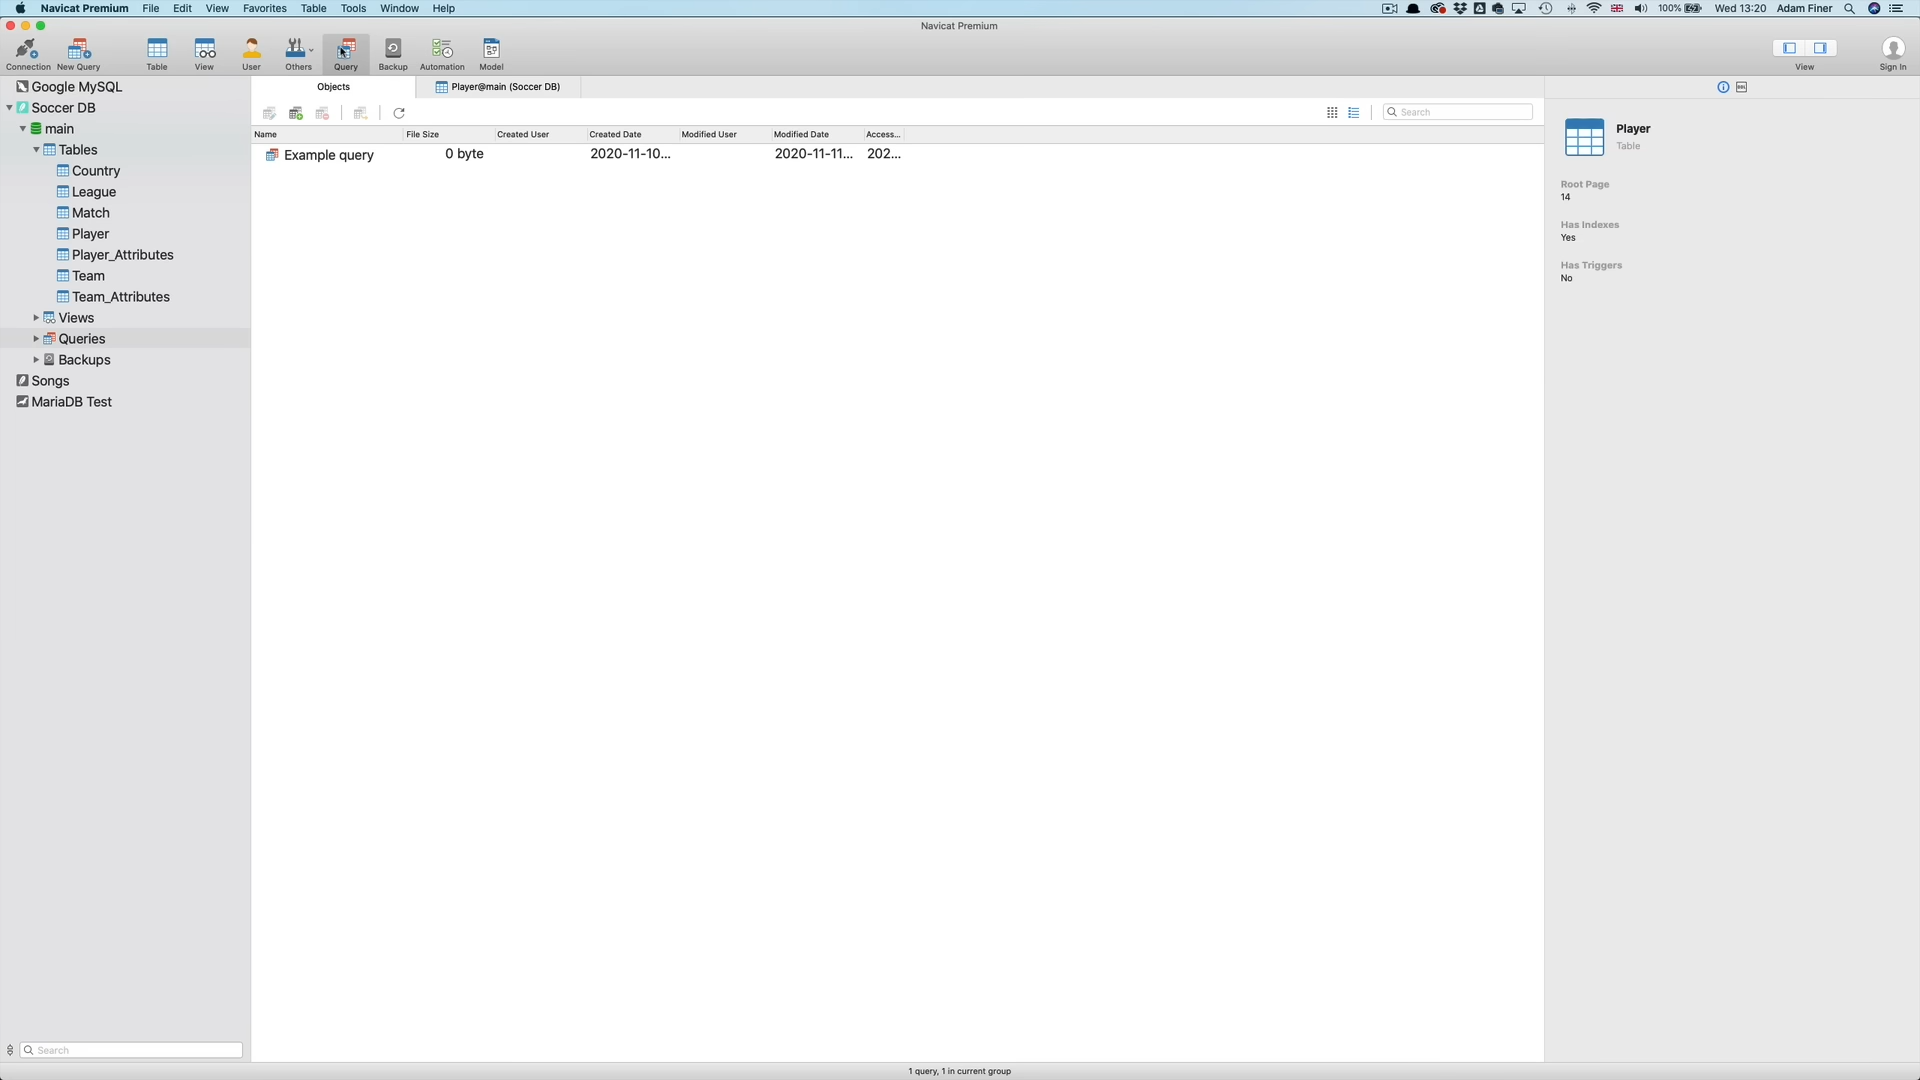 Navicat Premium File Edit View Favorites Table Tools Window Help 100% Wed 13:20 Adam Finer
Navicat Premium
Connection New Query Table View User Others Query Backup Automation Model View Sign In
Google MySQL
Soccer DB
main
Tables
Country
League
Match
Player
Player_Attributes
Team
Team_Attributes
Views
Queries
Backups
Songs
MariaDB Test
Search
Objects Player@main (Soccer DB)
Search
Name File Size Created User Created Date Modified User Modified Date Access...
Example query 0 byte 2020-11-10... 2020-11-11... 202...
Player
Table
Root Page
14
Has Indexes
Yes
Has Triggers
No
1 query, 1 in current group